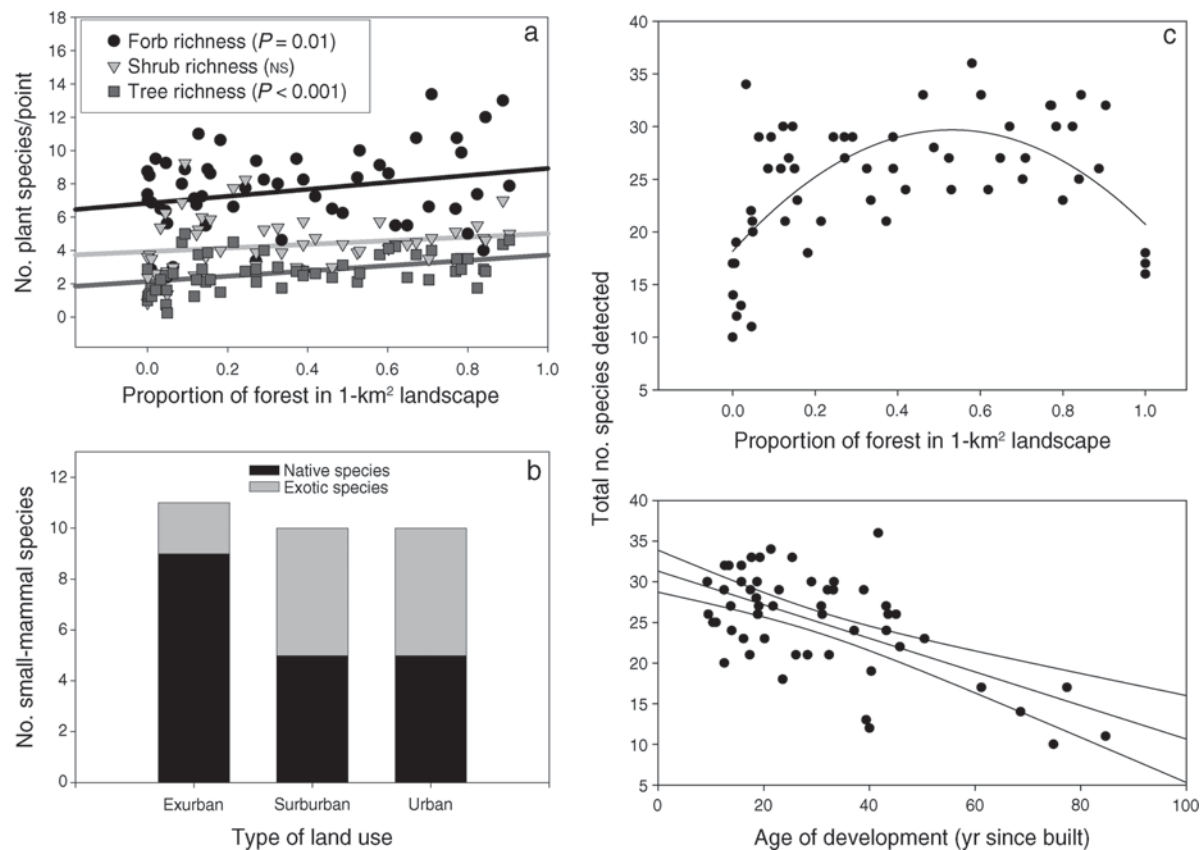 18
16
14
12
10
8
6
4
2
0
No. plant species/point
Forb richness (P = 0.01)
Shrub richness (NS)
Tree richness (P < 0.001)
a
0.0
0.2
0.4
0.6
0.8
1.0
Proportion of forest in 1-km² landscape
12
10
8
6
4
2
0
No. small-mammal species
Native species
Exotic species
b
Exurban
Surburban
Urban
Type of land use
Total no. species detected
40
35
30
25
20
15
10
5
c
0.0
0.2
0.4
0.6
0.8
1.0
Proportion of forest in 1-km² landscape
40
35
30
25
20
15
10
5
0
20
40
60
80
100
Age of development (yr since built)